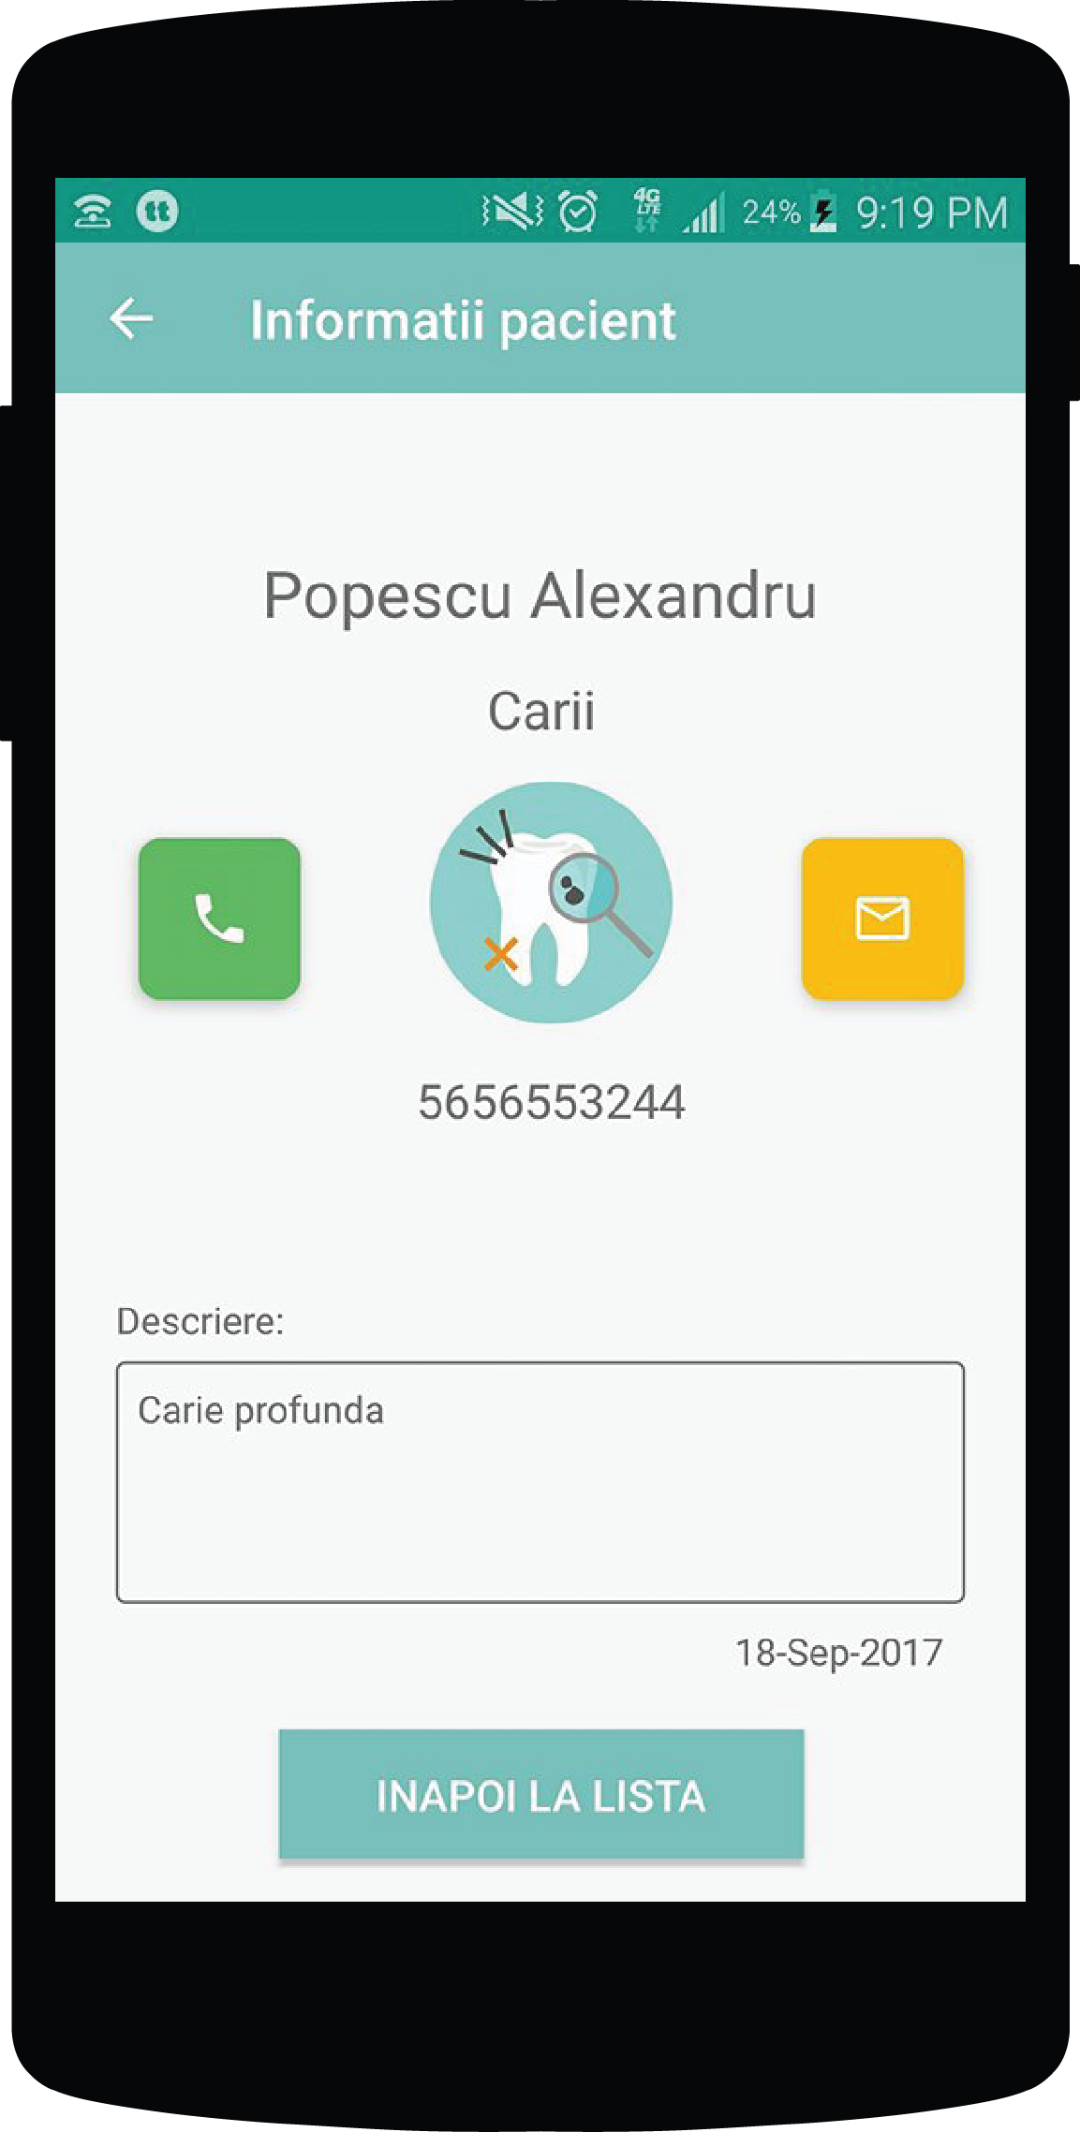 tt
4G
LTE
24%
9:19 PM
Informatii pacient
Popescu Alexandru
Carii
5656553244
Descriere:
Carie profunda
18-Sep-2017
INAPOI LA LISTA